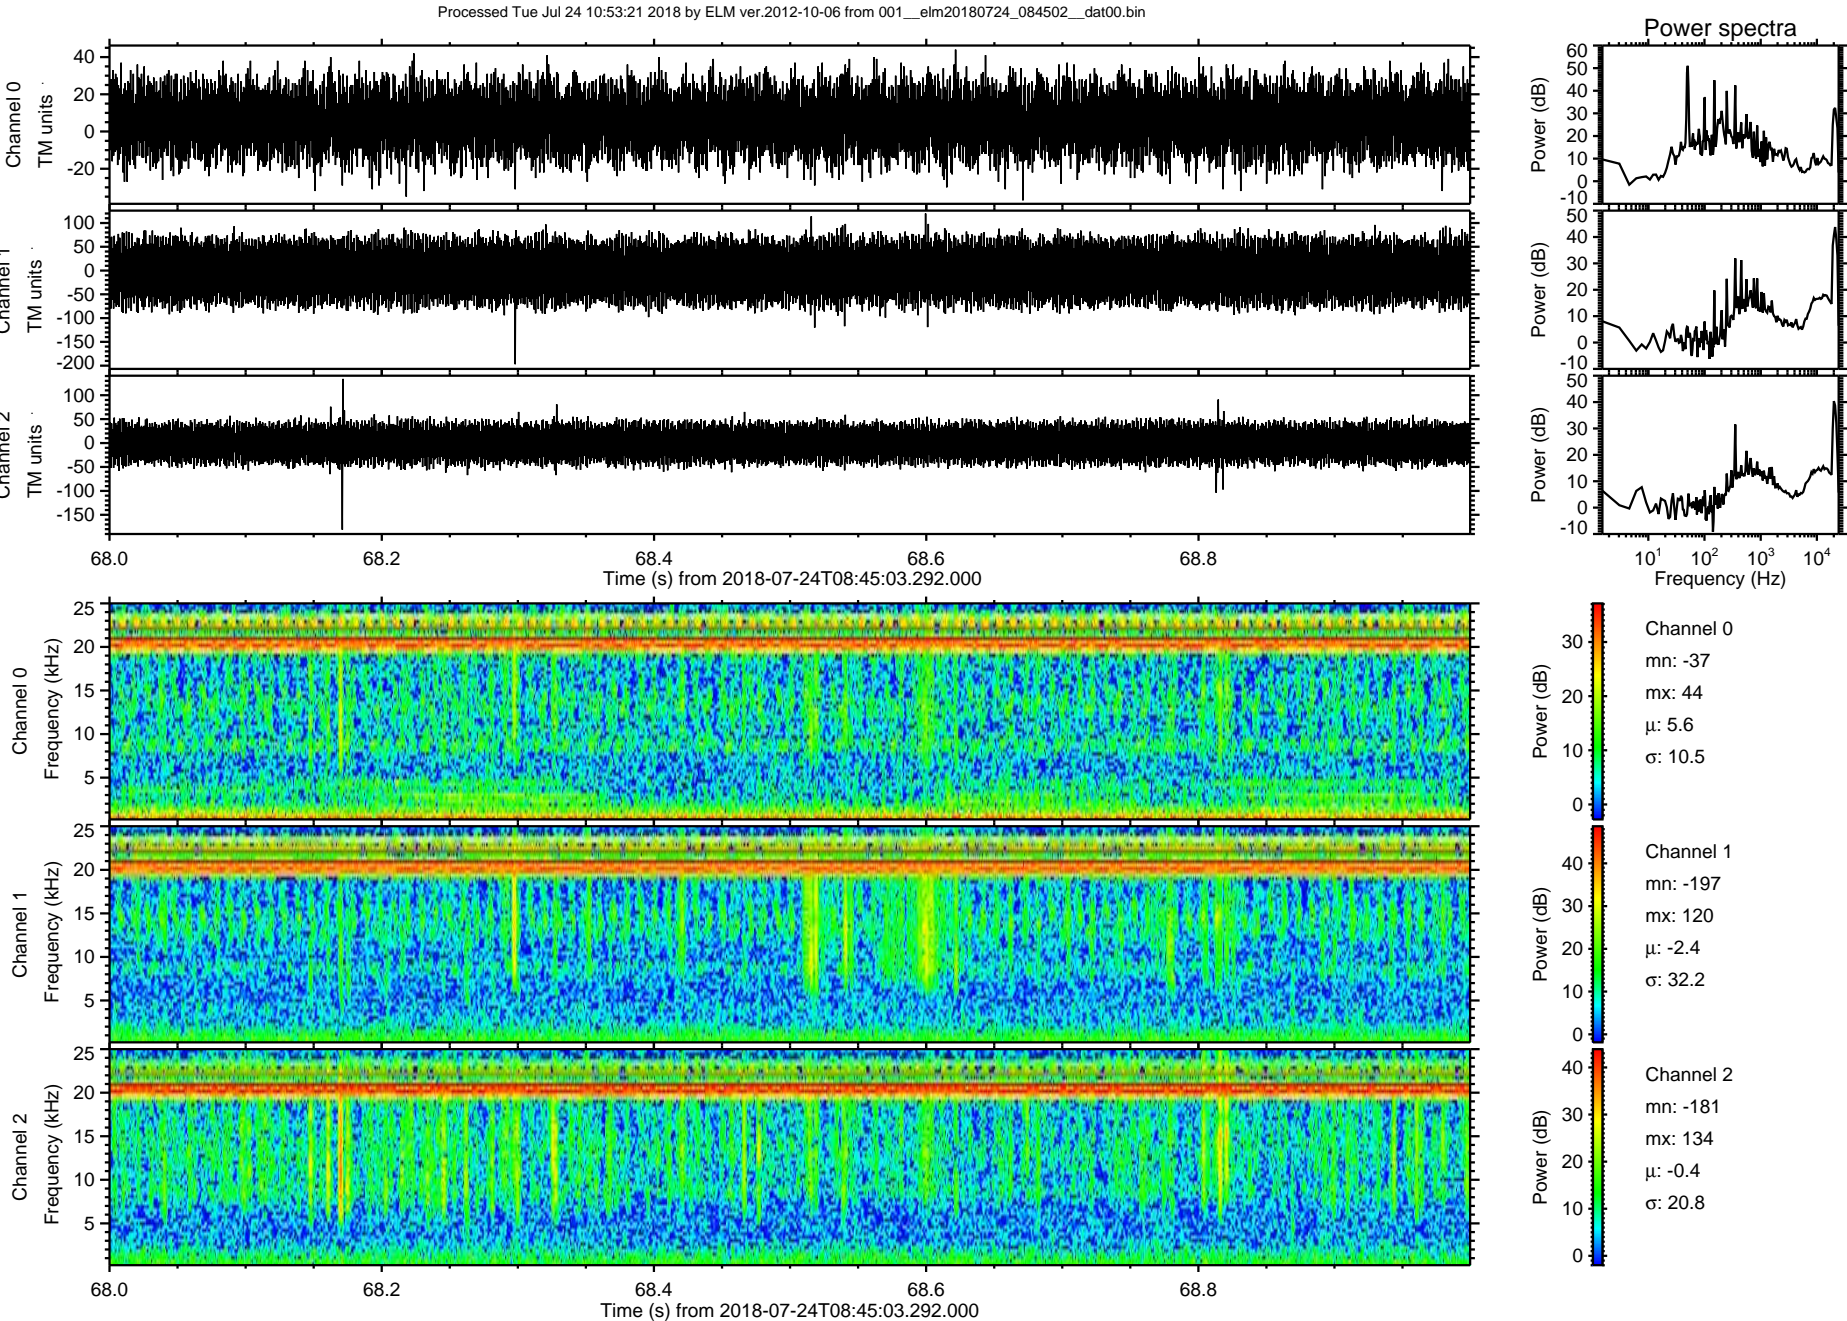 Processed Tue Jul 24 10:53:21 2018 by ELM ver.2012-10-06 from 001__elm20180724_084502__dat00.bin
Power spectra
Channel 0
TM units
40
20
0
-20
Power (dB)
60
50
40
30
20
10
0
-10
Channel 1
TM units
100
50
0
-50
-100
-150
-200
Power (dB)
50
40
30
20
10
0
-10
Channel 2
TM units
100
50
0
-50
-100
-150
Power (dB)
50
40
30
20
10
0
-10
68.0 68.2 68.4 68.6 68.8
Time (s) from 2018-07-24T08:45:03.292.000
10¹ 10² 10³ 10⁴
Frequency (Hz)
Channel 0
Frequency (kHz)
25
20
15
10
5
Power (dB)
30
20
10
0
Channel 0
mn: -37
mx: 44
μ: 5.6
σ: 10.5
Channel 1
Frequency (kHz)
25
20
15
10
5
Power (dB)
40
30
20
10
0
Channel 1
mn: -197
mx: 120
μ: -2.4
σ: 32.2
Channel 2
Frequency (kHz)
25
20
15
10
5
Power (dB)
40
30
20
10
0
Channel 2
mn: -181
mx: 134
μ: -0.4
σ: 20.8
68.0 68.2 68.4 68.6 68.8
Time (s) from 2018-07-24T08:45:03.292.000